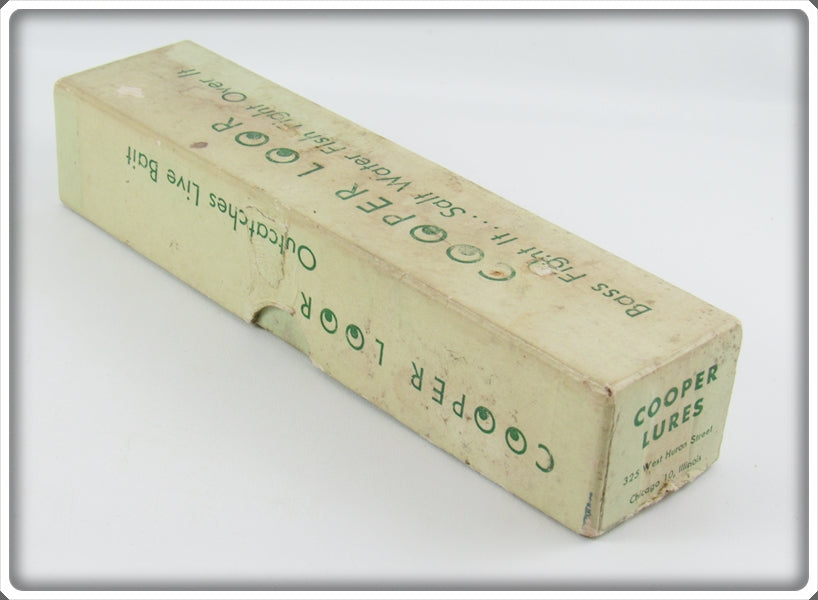 COOPER LOOR
Bass Fight It... Salt Water Fish Fight Over It
COOPER LOOR
Outcatches Live Bait
COOPER
LURES
325 West Huron Street
Chicago 10, Illinois